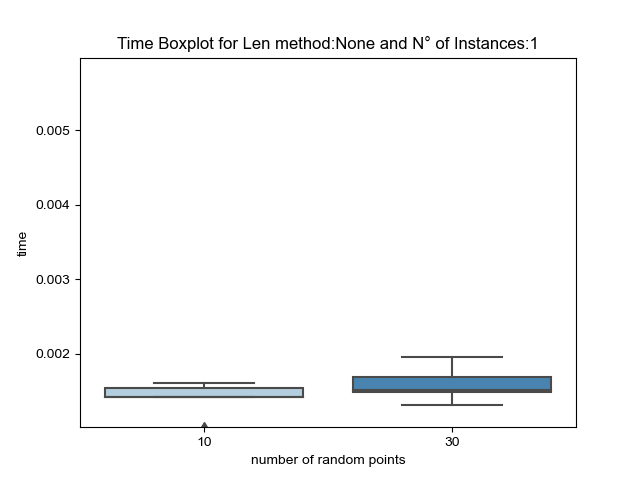 Time Boxplot for Len method:None and N° of Instances:1
0.005
0.004
time
0.003
0.002
10
30
number of random points